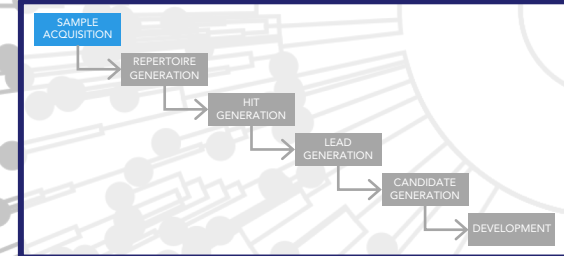 SAMPLE
ACQUISITION
REPERTOIRE
GENERATION
HIT
GENERATION
LEAD
GENERATION
CANDIDATE
GENERATION
DEVELOPMENT